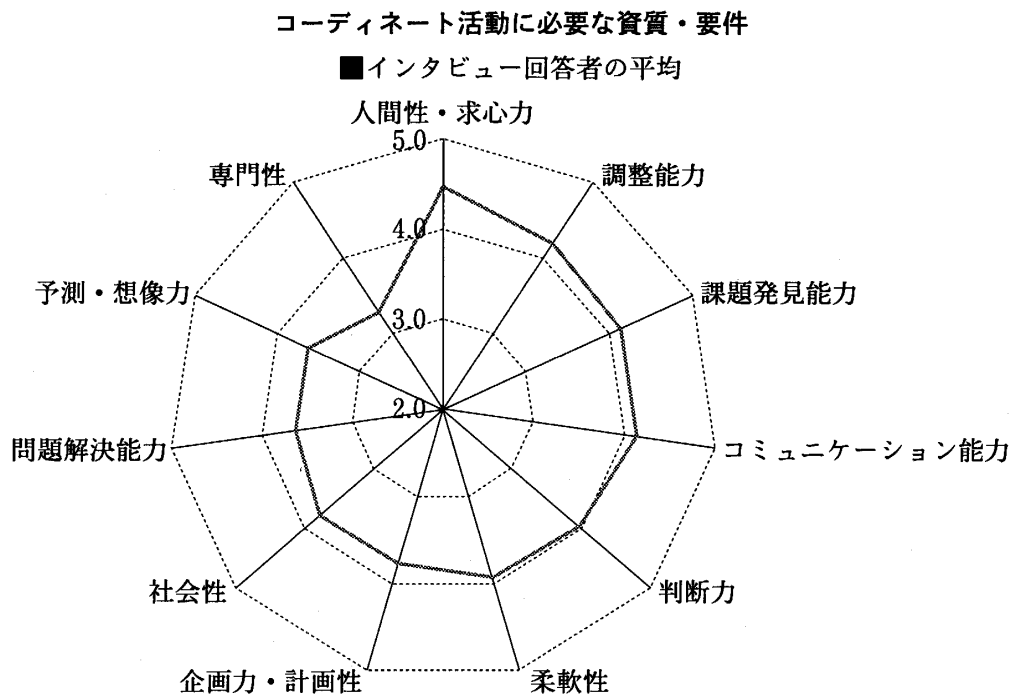 コーディネート活動に必要な資質・要件
■インタビュー回答者の平均
人間性・求心力
5.0
専門性
調整能力
4.0
予測・想像力
課題発見能力
3.0
2.0
問題解決能力
コミュニケーション能力
社会性
判断力
企画力・計画性
柔軟性